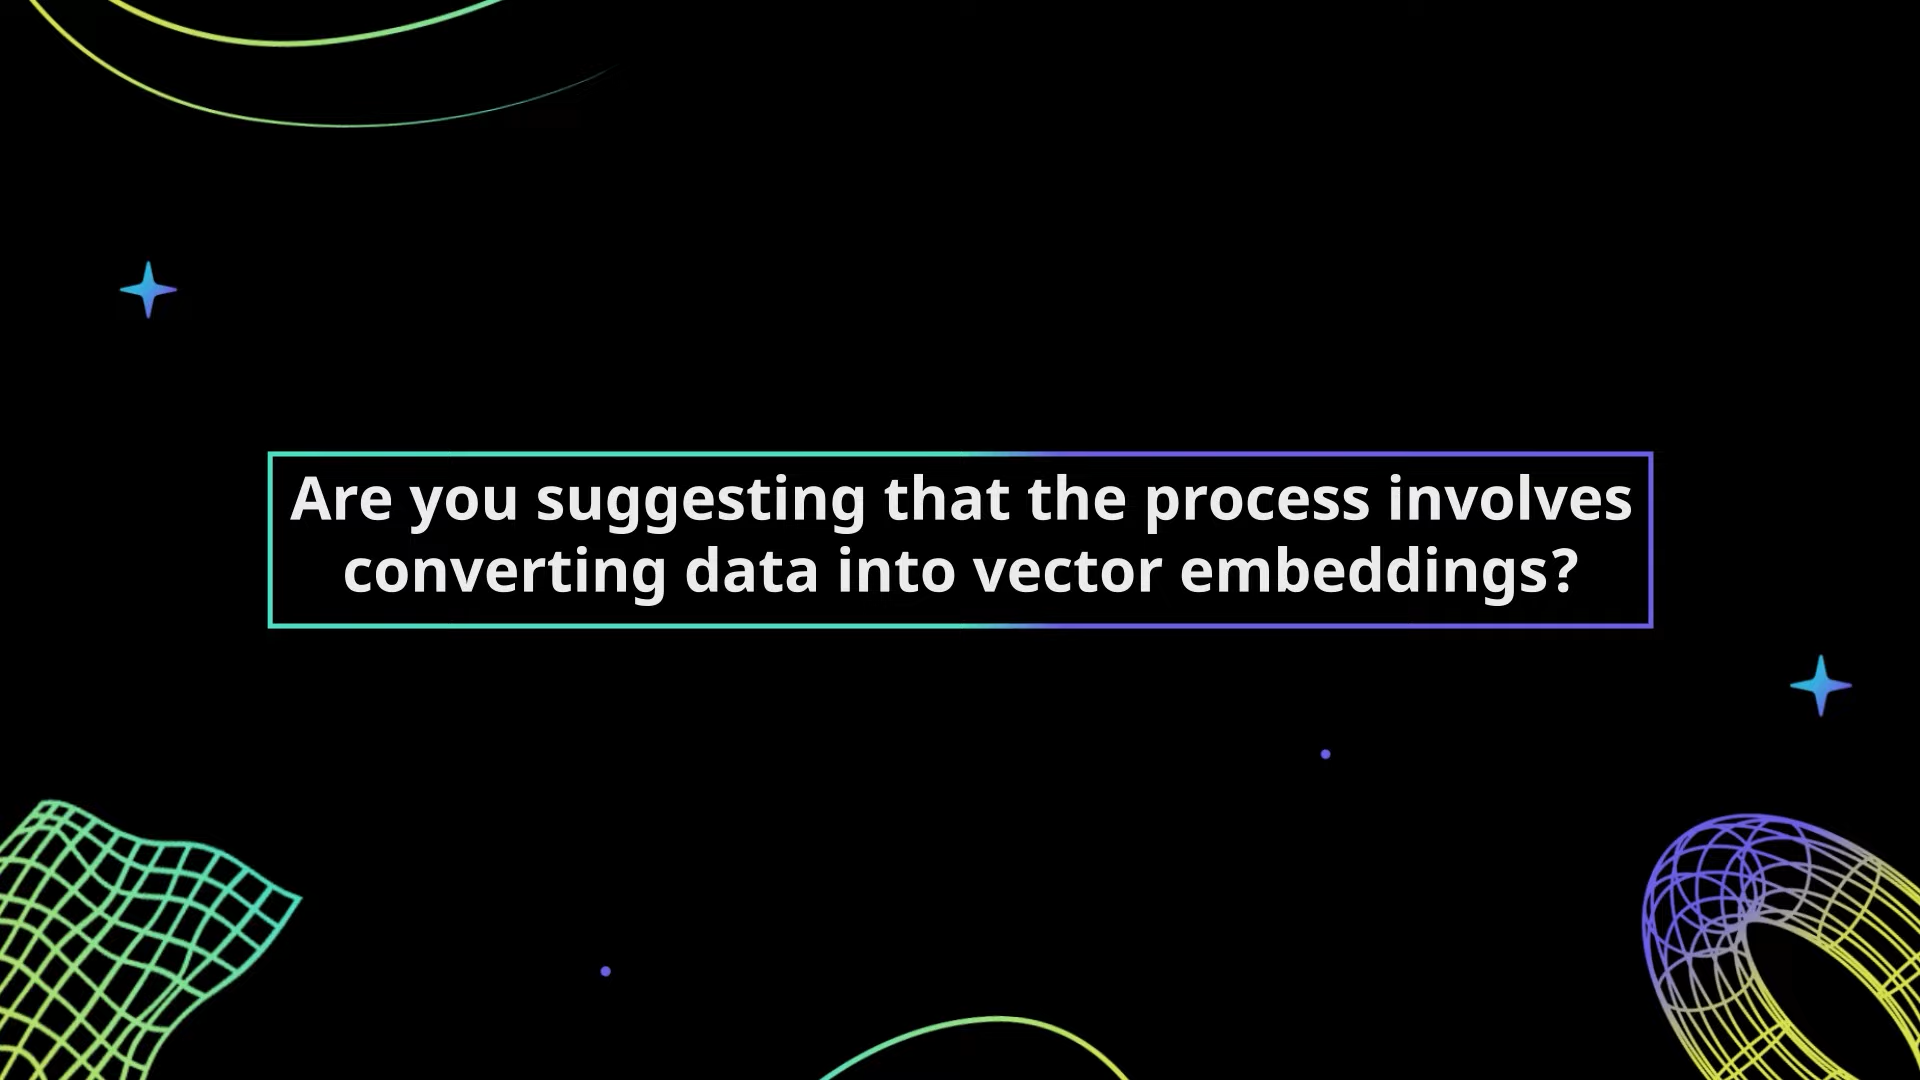 Are you suggesting that the process involves
converting data into vector embeddings?